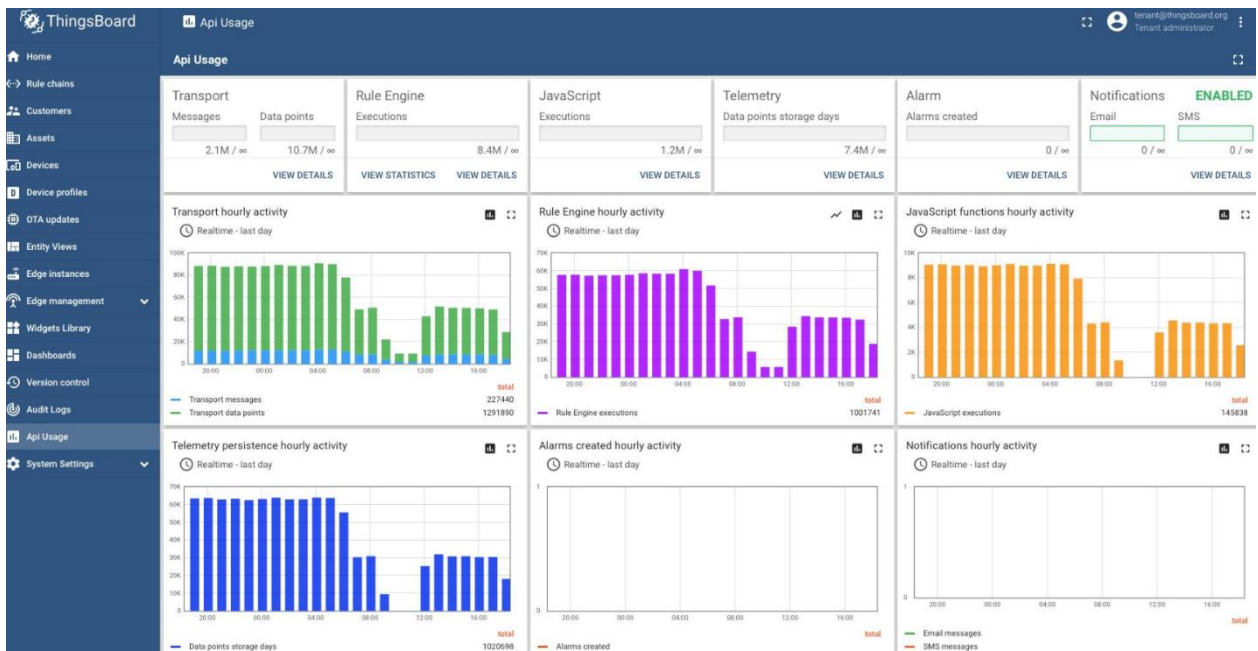 ThingsBoard
Api Usage
tenant@thingsboard.org
Tenant administrator
Home
Rule chains
Customers
Assets
Devices
Device profiles
OTA updates
Entity Views
Edge instances
Edge management
Widgets Library
Dashboards
Version control
Audit Logs
Api Usage
System Settings
Api Usage
Transport
Messages Data points
2.1M / ∞ 10.7M / ∞
VIEW DETAILS
Rule Engine
Executions
8.4M / ∞
VIEW STATISTICS VIEW DETAILS
JavaScript
Executions
1.2M / ∞
VIEW DETAILS
Telemetry
Data points storage days
7.4M / ∞
VIEW DETAILS
Alarm
Alarms created
0 / ∞
VIEW DETAILS
Notifications ENABLED
Email SMS
0 / ∞ 0 / ∞
VIEW DETAILS
Transport hourly activity
Realtime - last day
100K
80K
60K
40K
20K
0
20:00 00:00 04:00 08:00 12:00 16:00
total
Transport messages 227440
Transport data points 1291890
Rule Engine hourly activity
Realtime - last day
70K
60K
50K
40K
30K
20K
10K
0
20:00 00:00 04:00 08:00 12:00 16:00
total
Rule Engine executions 1001741
JavaScript functions hourly activity
Realtime - last day
10K
8K
6K
4K
2K
0
20:00 00:00 04:00 08:00 12:00 16:00
total
JavaScript executions 145838
Telemetry persistence hourly activity
Realtime - last day
70K
60K
50K
40K
30K
20K
10K
0
20:00 00:00 04:00 08:00 12:00 16:00
total
Data points storage days 1020698
Alarms created hourly activity
Realtime - last day
1
0
20:00 00:00 04:00 08:00 12:00 16:00
total
Alarms created
Notifications hourly activity
Realtime - last day
1
0
20:00 00:00 04:00 08:00 12:00 16:00
total
Email messages
SMS messages